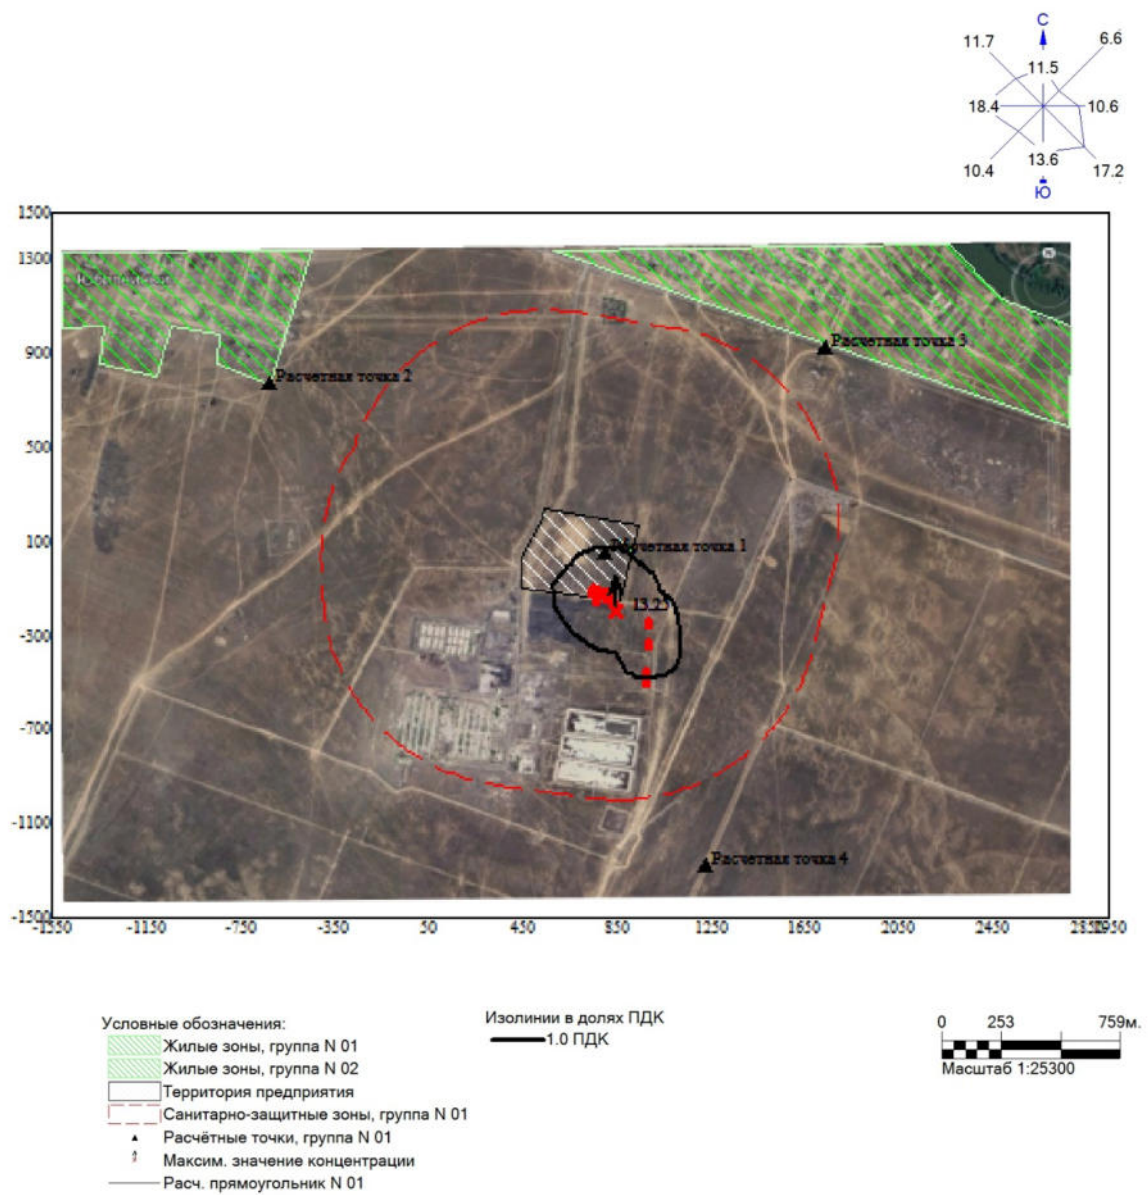 С
11.7
6.6
11.5
18.4
10.6
13.6
10.4
17.2
Ю
1500
1300
Расчетная точка 3
900
Расчетная точка 2
500
100
Расчетная точка 1
13.25
-300
-700
-1100
Расчетная точка 4
-1500
-1550 -1150 -750 -350 50 450 850 1250 1650 2050 2450 2950
Условные обозначения:
Жилые зоны, группа N 01
Жилые зоны, группа N 02
Территория предприятия
Санитарно-защитные зоны, группа N 01
Расчётные точки, группа N 01
Максим. значение концентрации
Расч. прямоугольник N 01
Изолинии в долях ПДК
1.0 ПДК
0 253 759м.
Масштаб 1:25300